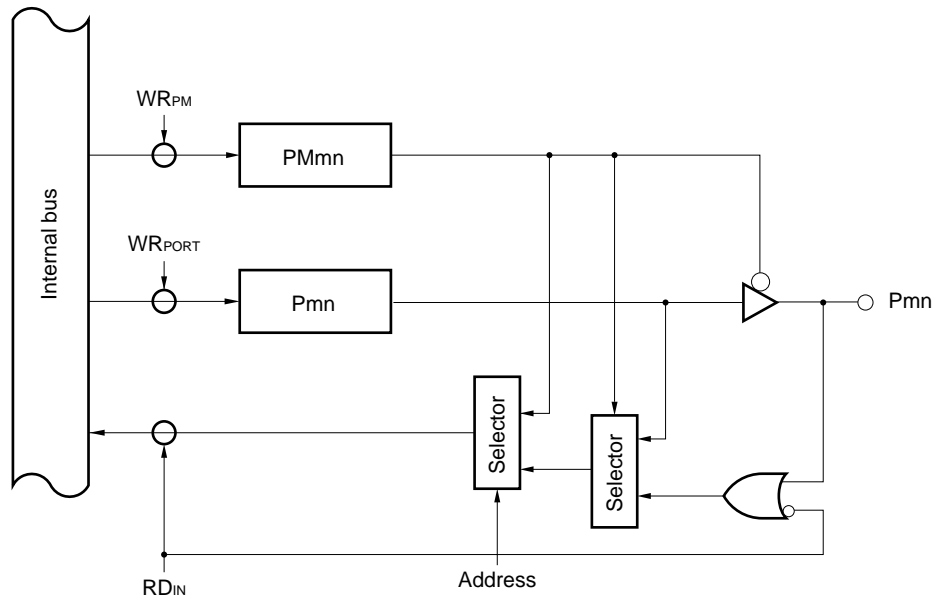 WRPM
PMmn
Internal bus
WRPORT
Pmn
Pmn
Selector
Selector
RDIN
Address